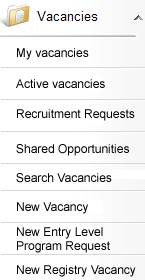 Vacancies
My vacancies
Active vacancies
Recruitment Requests
Shared Opportunities
Search Vacancies
New Vacancy
New Entry Level
Program Request
New Registry Vacancy